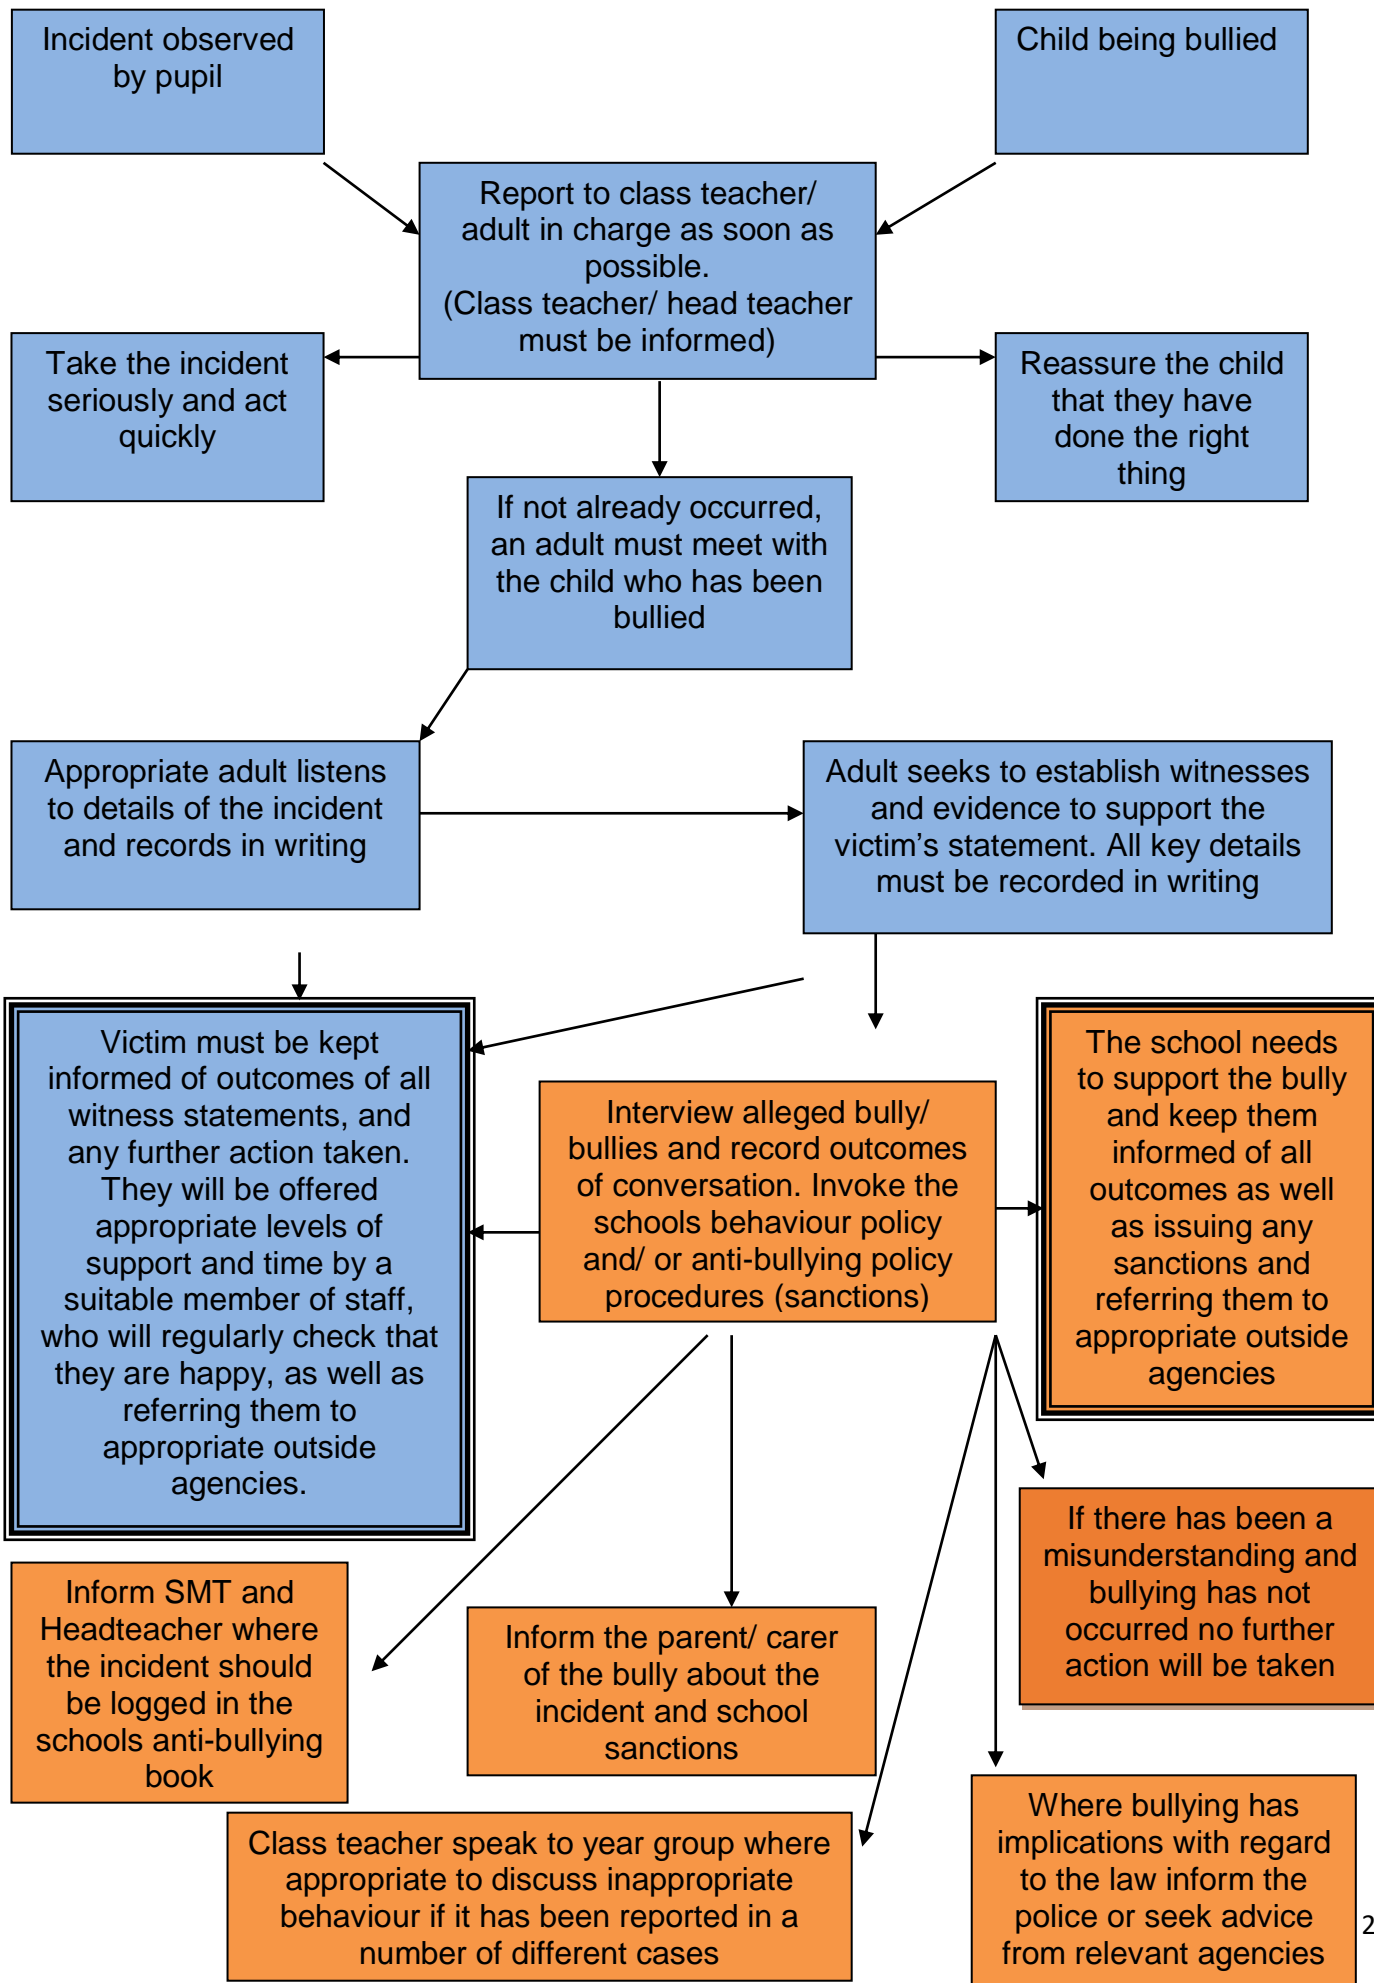 Incident observed
by pupil
Child being bullied
Report to class teacher/
adult in charge as soon as
possible.
(Class teacher/ head teacher
must be informed)
Take the incident
seriously and act
quickly
Reassure the child
that they have
done the right
thing
If not already occurred,
an adult must meet with
the child who has been
bullied
Appropriate adult listens
to details of the incident
and records in writing
Adult seeks to establish witnesses
and evidence to support the
victim’s statement. All key details
must be recorded in writing
Victim must be kept
informed of outcomes of all
witness statements, and
any further action taken.
They will be offered
appropriate levels of
support and time by a
suitable member of staff,
who will regularly check that
they are happy, as well as
referring them to
appropriate outside
agencies.
Interview alleged bully/
bullies and record outcomes
of conversation. Invoke the
schools behaviour policy
and/ or anti-bullying policy
procedures (sanctions)
The school needs
to support the bully
and keep them
informed of all
outcomes as well
as issuing any
sanctions and
referring them to
appropriate outside
agencies
If there has been a
misunderstanding and
bullying has not
occurred no further
action will be taken
Inform SMT and
Headteacher where
the incident should
be logged in the
schools anti-bullying
book
Inform the parent/ carer
of the bully about the
incident and school
sanctions
Class teacher speak to year group where
appropriate to discuss inappropriate
behaviour if it has been reported in a
number of different cases
Where bullying has
implications with regard
to the law inform the
police or seek advice
from relevant agencies
2